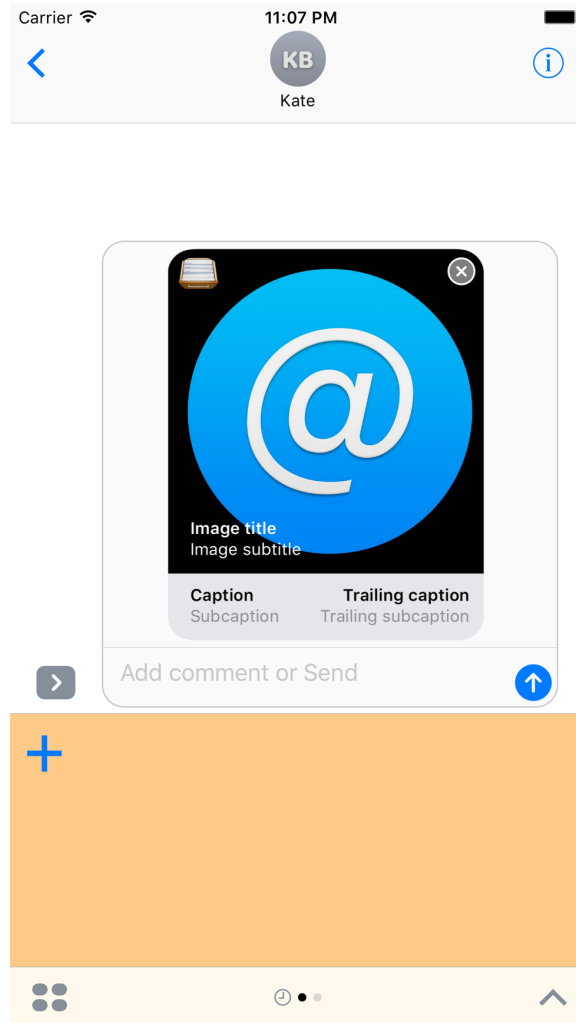 Carrier 11:07 PM
KB
Kate
@
Image title
Image subtitle
Caption Trailing caption
Subcaption Trailing subcaption
Add comment or Send